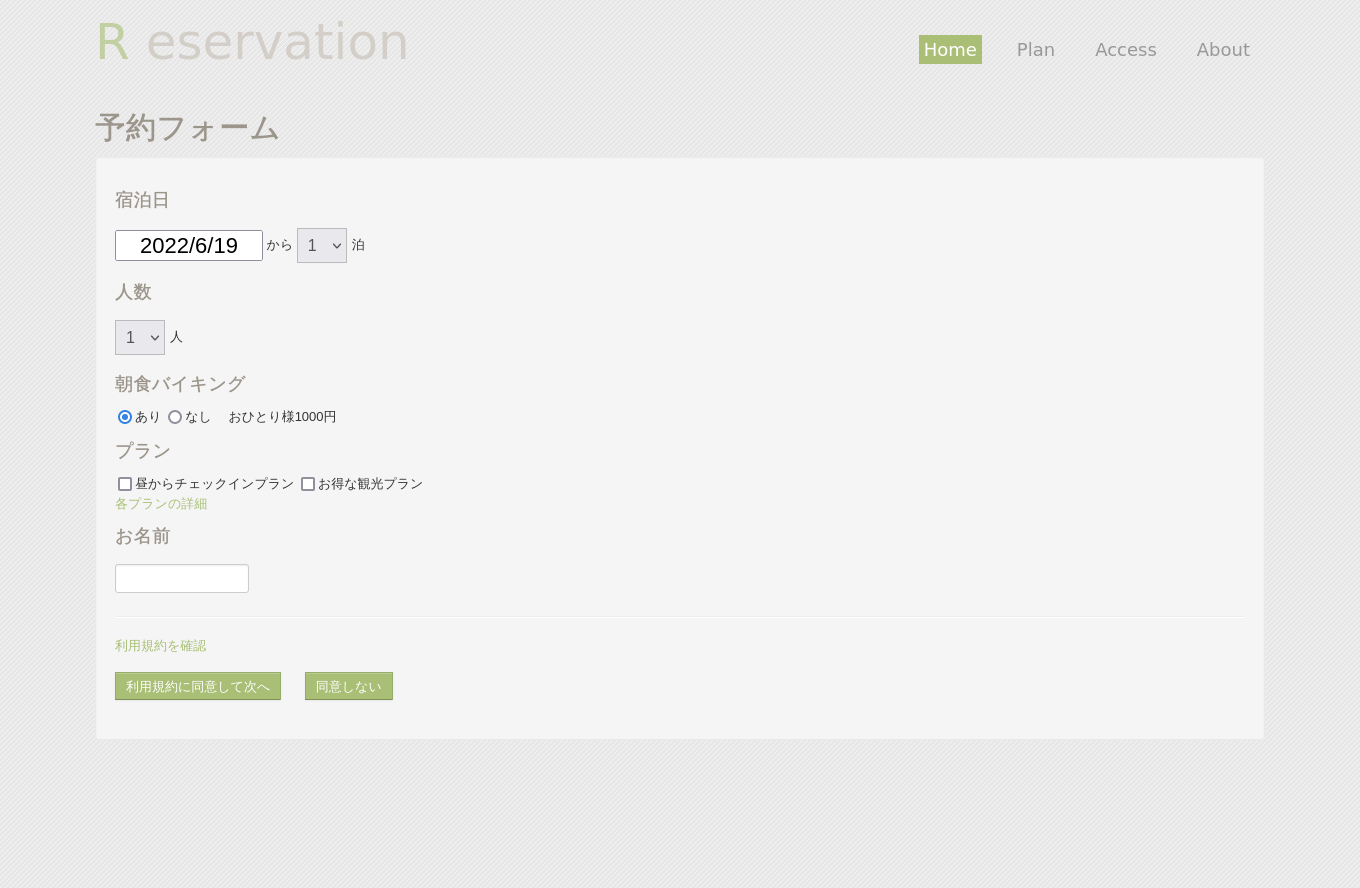 R eservation
Home Plan Access About
予約フォーム
宿泊日
2022/6/19 から 1 泊
人数
1 人
朝食バイキング
あり なし おひとり様1000円
プラン
昼からチェックインプラン お得な観光プラン
各プランの詳細
お名前
利用規約を確認
利用規約に同意して次へ 同意しない